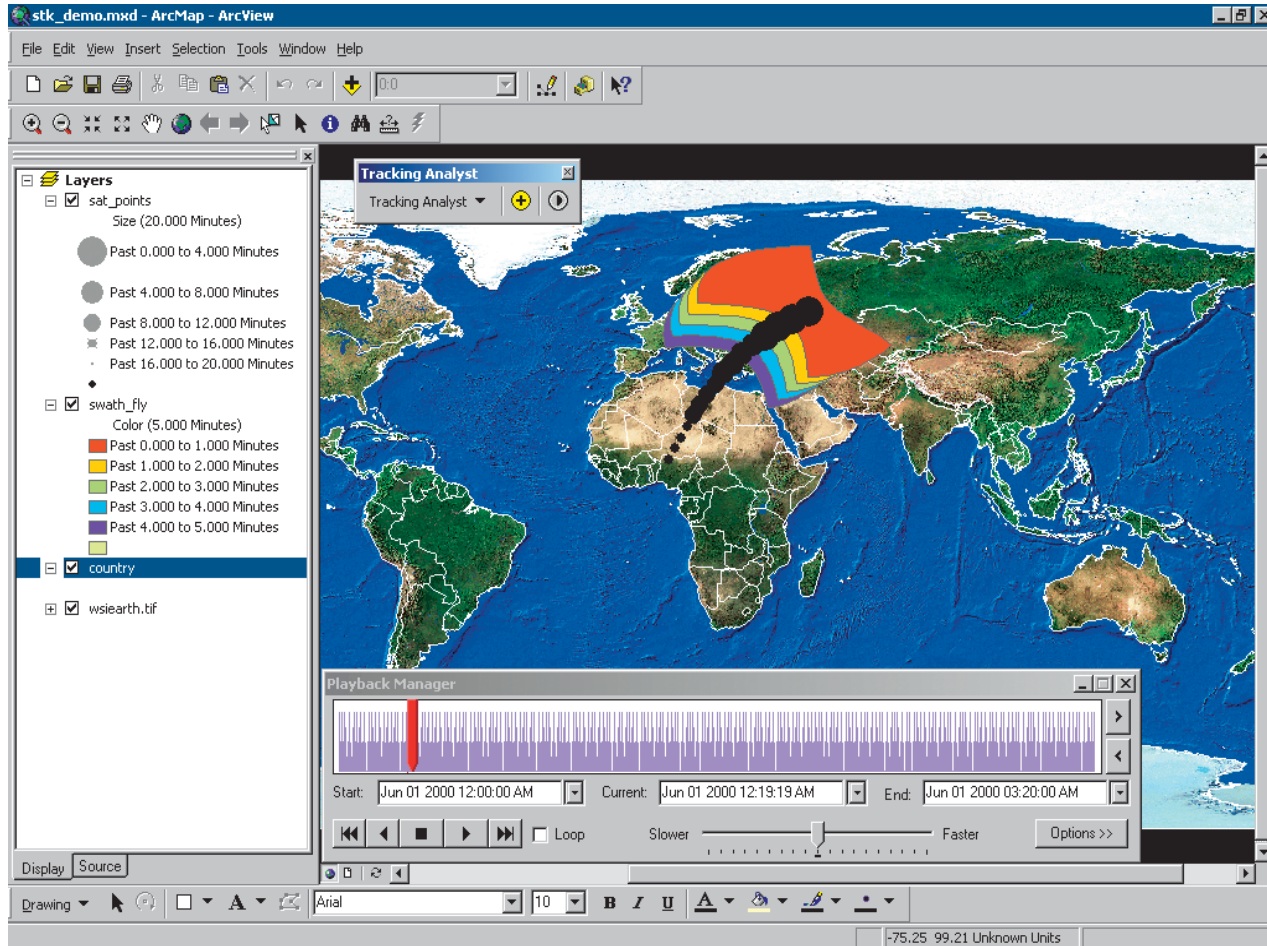 stk_demo.mxd - ArcMap - ArcView
File Edit View Insert Selection Tools Window Help
0:0
Layers
sat_points
Size (20.000 Minutes)
Past 0.000 to 4.000 Minutes
Past 4.000 to 8.000 Minutes
Past 8.000 to 12.000 Minutes
Past 12.000 to 16.000 Minutes
Past 16.000 to 20.000 Minutes
swath_fly
Color (5.000 Minutes)
Past 0.000 to 1.000 Minutes
Past 1.000 to 2.000 Minutes
Past 2.000 to 3.000 Minutes
Past 3.000 to 4.000 Minutes
Past 4.000 to 5.000 Minutes
country
wsiearth.tif
Display Source
Tracking Analyst
Tracking Analyst
Playback Manager
Start: Jun 01 2000 12:00:00 AM Current: Jun 01 2000 12:19:19 AM End: Jun 01 2000 03:20:00 AM
Loop Slower Faster Options >>
Drawing A Arial 10 B I U A
-75.25 99.21 Unknown Units